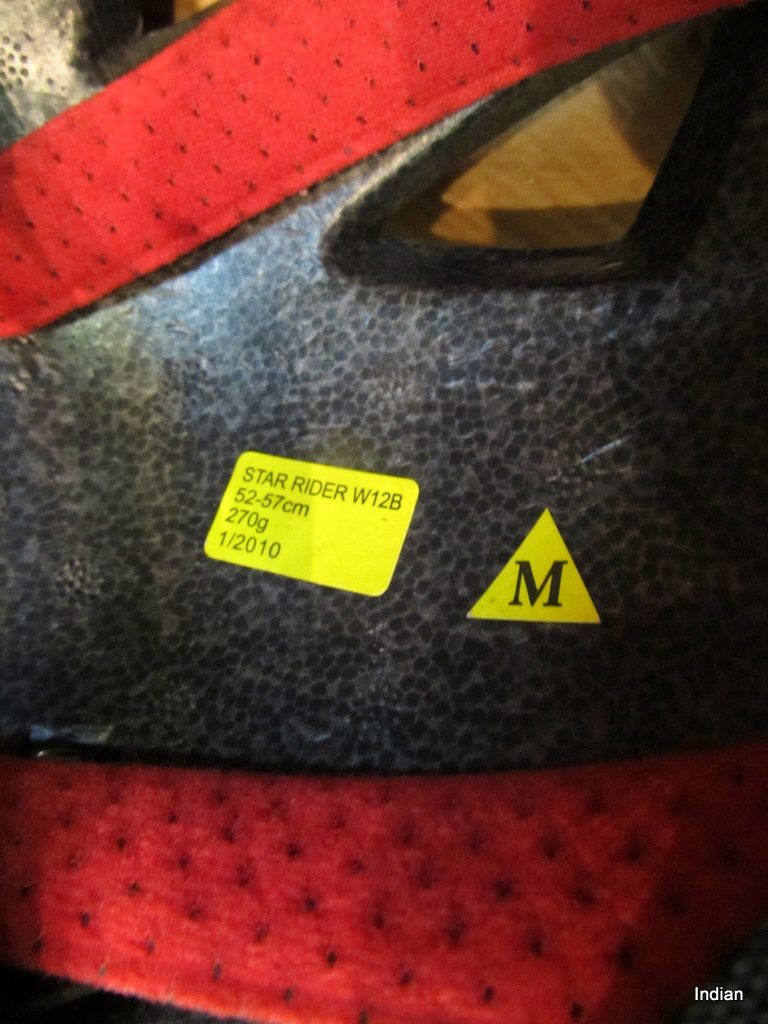 STAR RIDER W12B
52-57cm
270g
1/2010
M
Indian